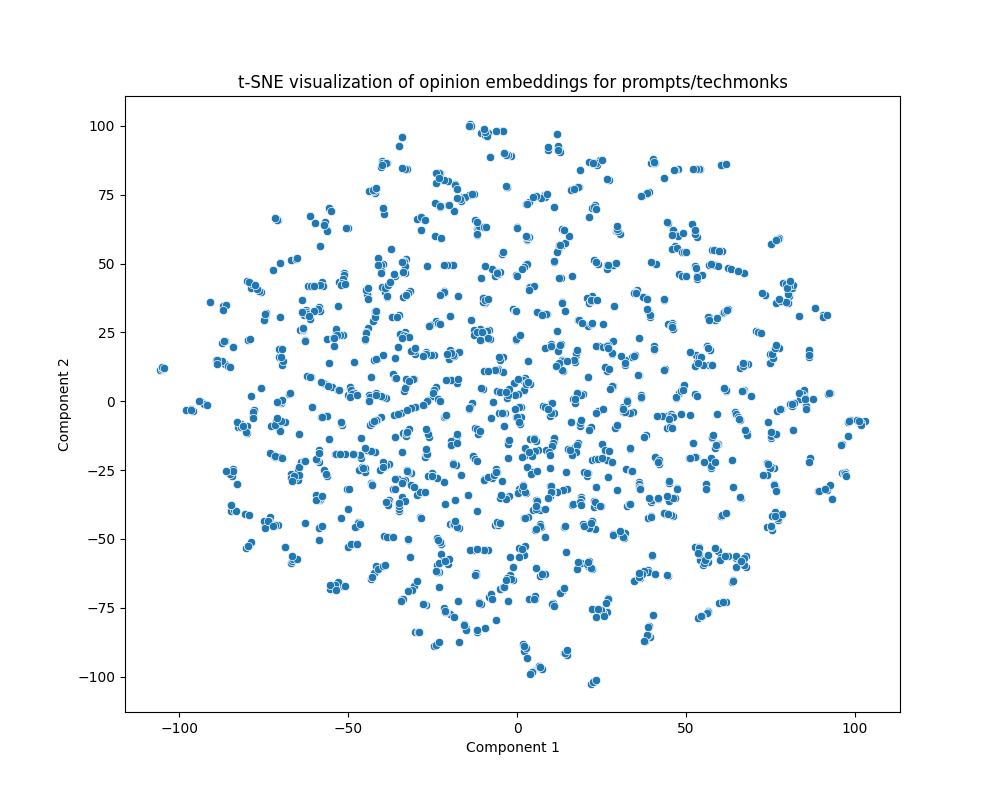 t-SNE visualization of opinion embeddings for prompts/techmonks
100
75
50
25
0
−25
−50
−75
−100
Component 2
−100 −50 0 50 100
Component 1